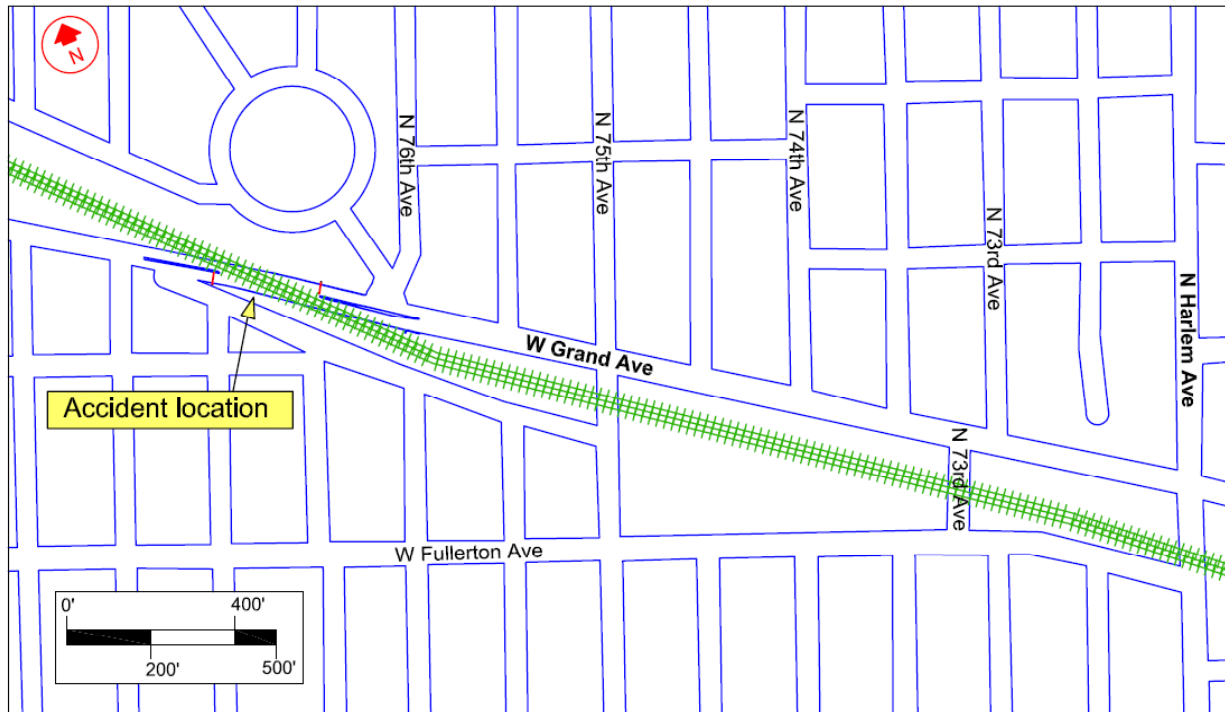 N
N 76th Ave
N 75th Ave
N 74th Ave
N 73rd Ave
N Harlem Ave
W Grand Ave
Accident location
N 73rd Ave
W Fullerton Ave
0'
400'
200'
500'